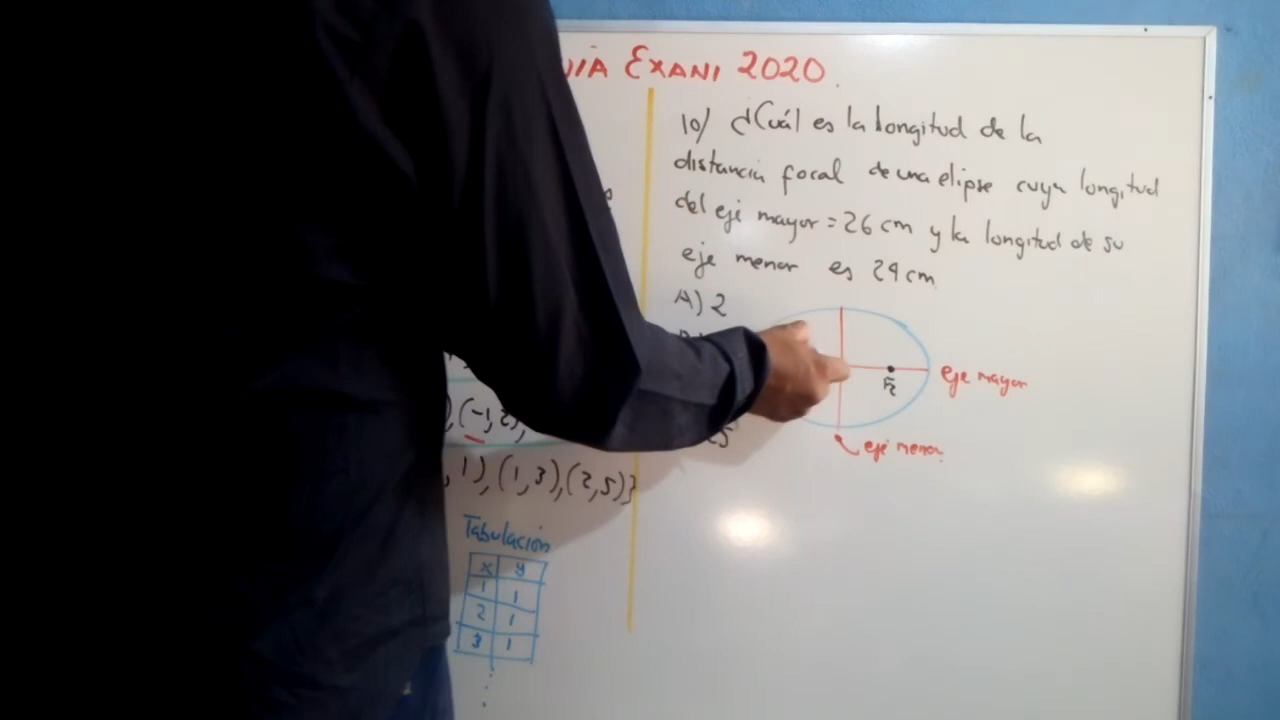 Exani 2020
10) ¿Cuál es la longitud de la
distancia focal de una elipse cuya longitud
del eje mayor = 26 cm y la longitud de su
eje menor es 24 cm
A) 2
F2
eje mayor
eje menor
(-1,2),
1), (1,3), (2,5)}
Tabulación
x y
1 1
2 1
3 1